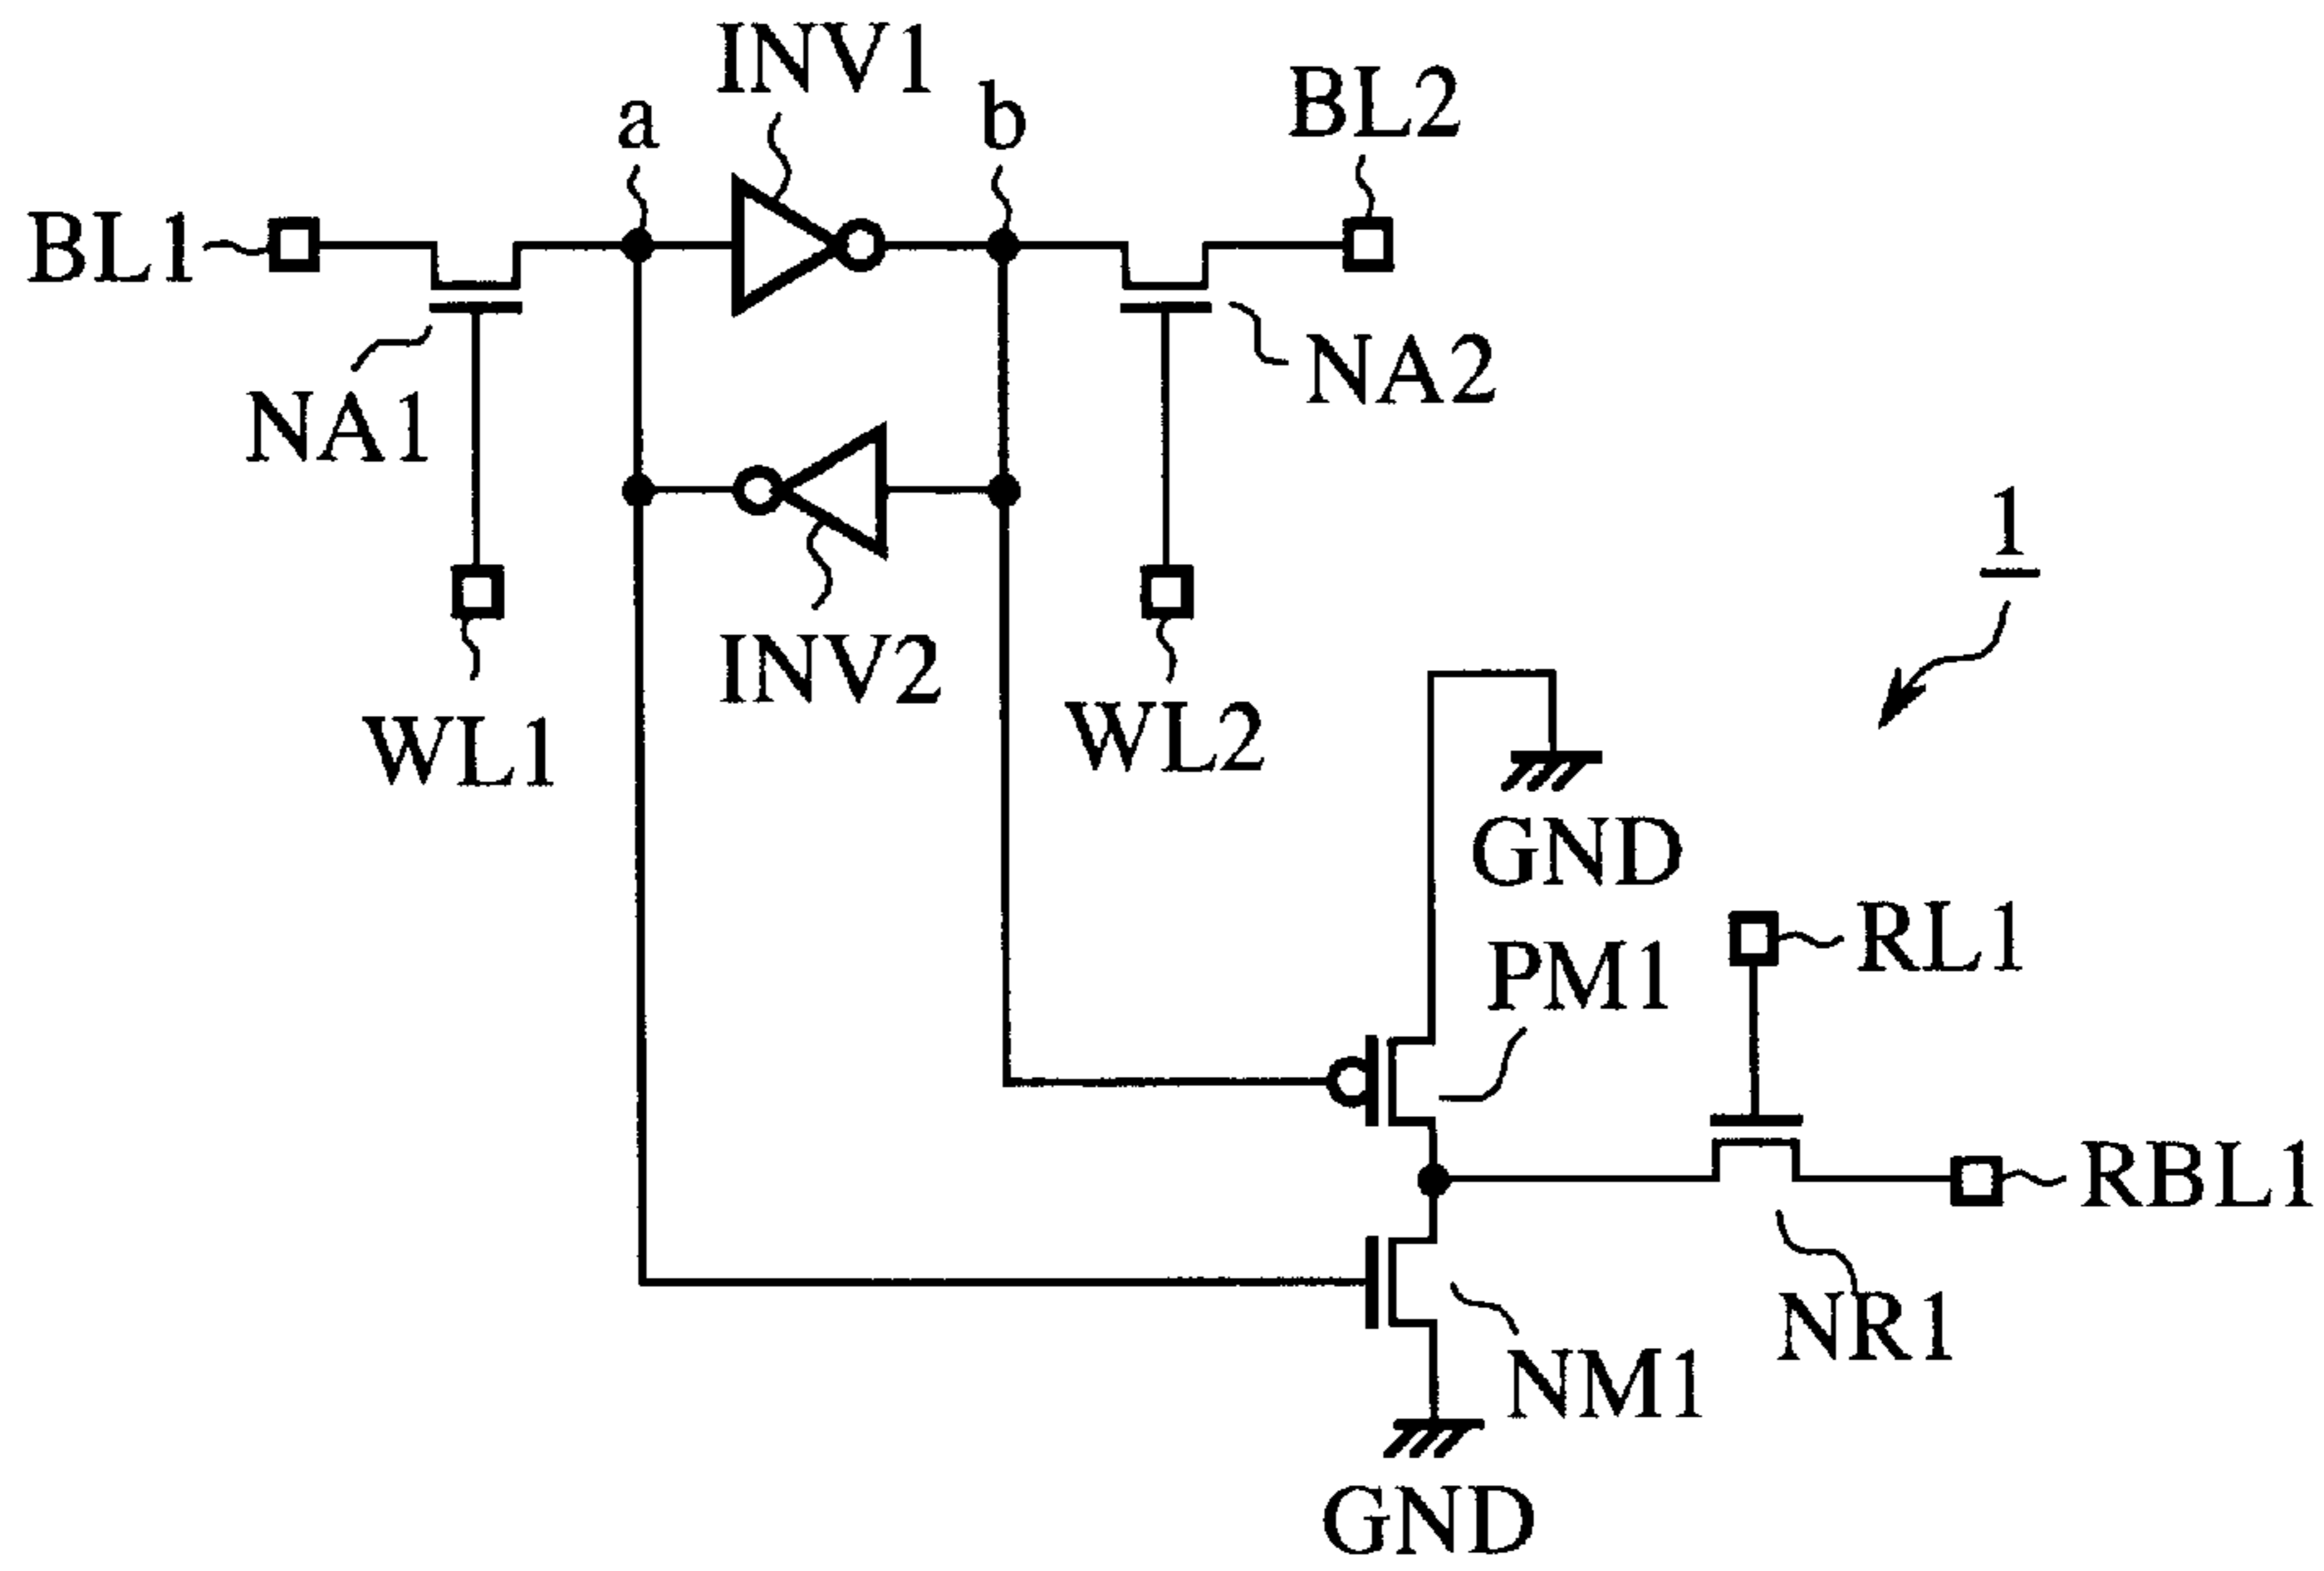 INV1
a
b
BL2
BL1
NA1
NA2
INV2
WL1
WL2
1
GND
PM1
RL1
RBL1
NR1
NM1
GND